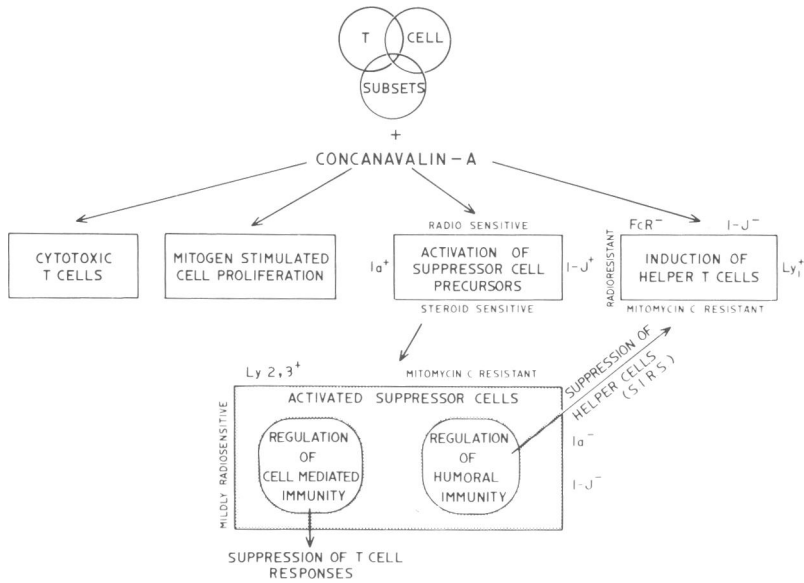 T CELL
SUBSETS
+
CONCANAVALIN-A
CYTOTOXIC
T CELLS
MITOGEN STIMULATED
CELL PROLIFERATION
RADIO SENSITIVE
Ia+
ACTIVATION OF
SUPPRESSOR CELL
PRECURSORS
I-J+
STEROID SENSITIVE
FcR- I-J-
RADIORESISTANT
INDUCTION OF
HELPER T CELLS
Ly1+
MITOMYCIN C RESISTANT
SUPPRESSION OF
HELPER CELLS
(SIRS)
Ly 2,3+ MITOMYCIN C RESISTANT
MILDLY RADIOSENSITIVE
ACTIVATED SUPPRESSOR CELLS
REGULATION
OF
CELL MEDIATED
IMMUNITY
REGULATION
OF
HUMORAL
IMMUNITY
Ia-
I-J-
SUPPRESSION OF T CELL
RESPONSES